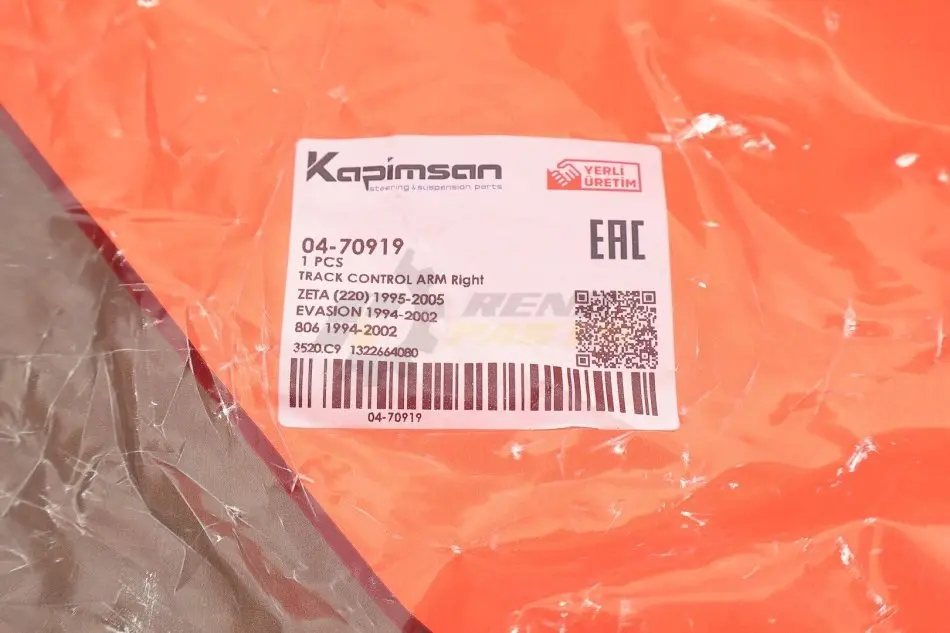 Kapimsan
steering & suspension parts
YERLİ
ÜRETİM
04-70919
1 PCS
TRACK CONTROL ARM Right
EAC
ZETA (220) 1995-2005
EVASION 1994-2002
806 1994-2002
3520.C9 1322664080
04-70919